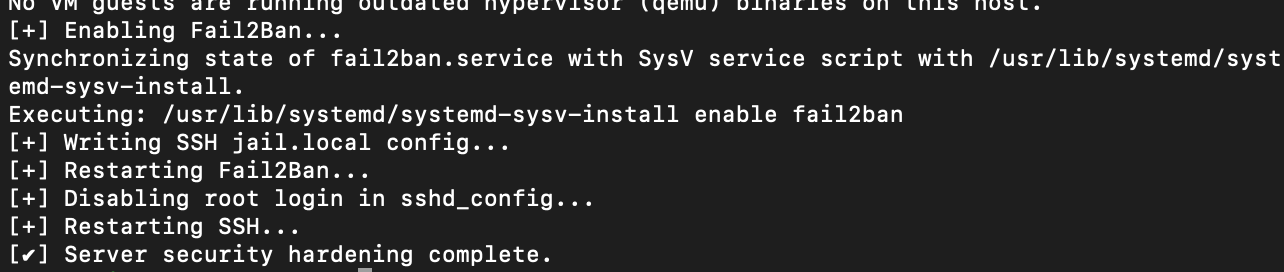 No VM guests are running outdated hypervisor (qemu) binaries on this host.
[+] Enabling Fail2Ban...
Synchronizing state of fail2ban.service with SysV service script with /usr/lib/systemd/syst
emd-sysv-install.
Executing: /usr/lib/systemd/systemd-sysv-install enable fail2ban
[+] Writing SSH jail.local config...
[+] Restarting Fail2Ban...
[+] Disabling root login in sshd_config...
[+] Restarting SSH...
[✔] Server security hardening complete.